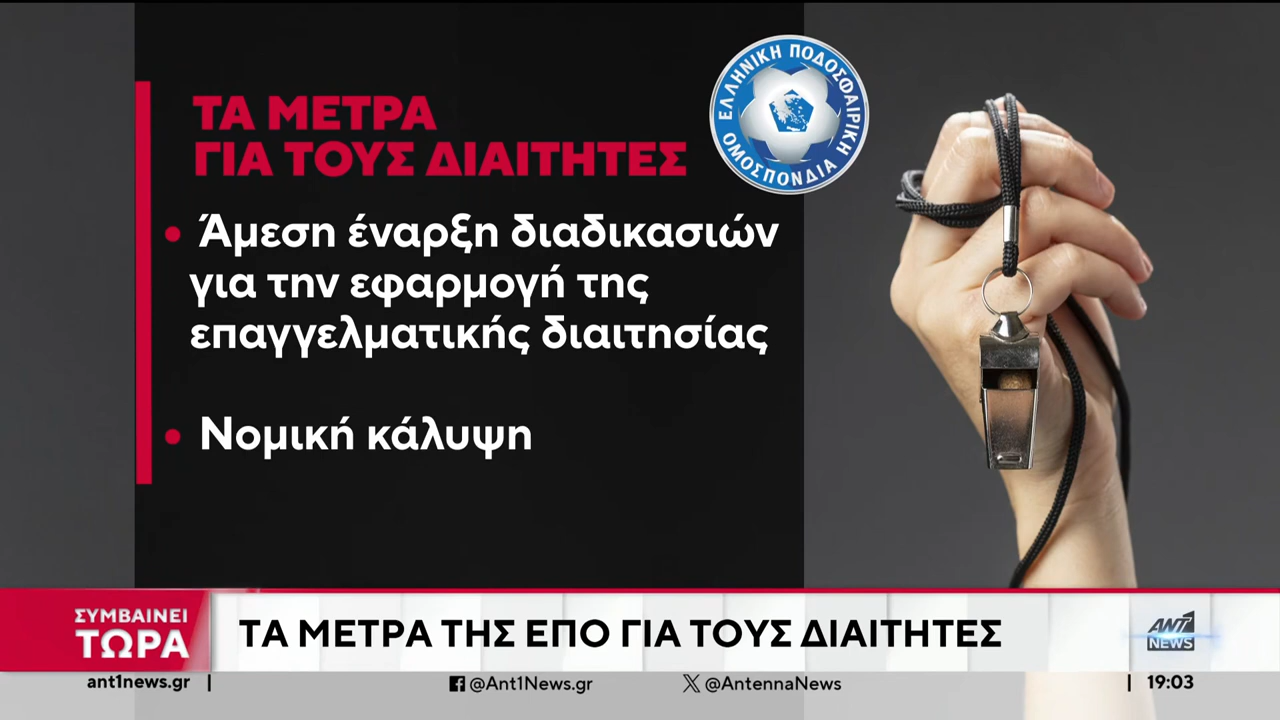 ΤΑ ΜΕΤΡΑ
ΓΙΑ ΤΟΥΣ ΔΙΑΙΤΗΤΕΣ
ΕΛΛΗΝΙΚΗ ΠΟΔΟΣΦΑΙΡΙΚΗ
ΟΜΟΣΠΟΝΔΙΑ
• Άμεση έναρξη διαδικασιών
για την εφαρμογή της
επαγγελματικής διαιτησίας
• Νομική κάλυψη
ΣΥΜΒΑΙΝΕΙ
ΤΩΡΑ
ΤΑ ΜΕΤΡΑ ΤΗΣ ΕΠΟ ΓΙΑ ΤΟΥΣ ΔΙΑΙΤΗΤΕΣ
ANT1
NEWS
ant1news.gr | @Ant1News.gr @AntennaNews | 19:03